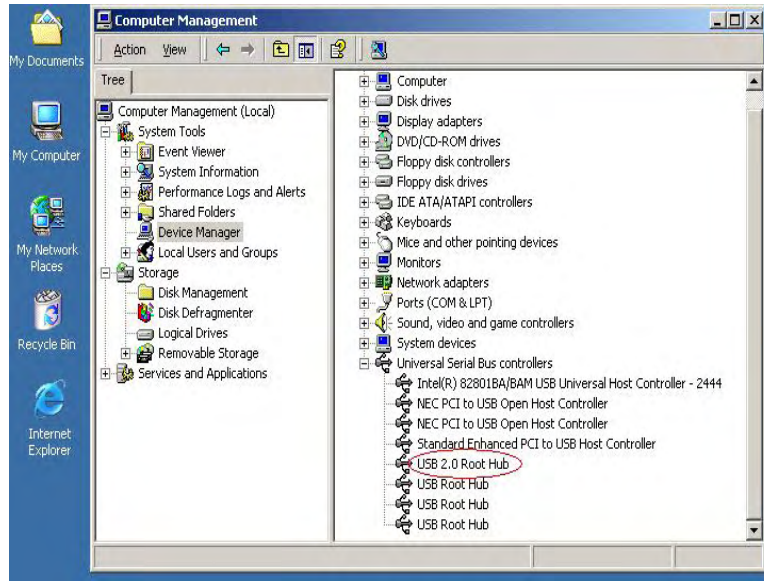 My Documents
My Computer
My Network
Places
Recycle Bin
Internet
Explorer
Computer Management
Action View
Tree
Computer Management (Local)
System Tools
Event Viewer
System Information
Performance Logs and Alerts
Shared Folders
Device Manager
Local Users and Groups
Storage
Disk Management
Disk Defragmenter
Logical Drives
Removable Storage
Services and Applications
Computer
Disk drives
Display adapters
DVD/CD-ROM drives
Floppy disk controllers
Floppy disk drives
IDE ATA/ATAPI controllers
Keyboards
Mice and other pointing devices
Monitors
Network adapters
Ports (COM & LPT)
Sound, video and game controllers
System devices
Universal Serial Bus controllers
Intel(R) 82801BA/BAM USB Universal Host Controller - 2444
NEC PCI to USB Open Host Controller
NEC PCI to USB Open Host Controller
Standard Enhanced PCI to USB Host Controller
USB 2.0 Root Hub
USB Root Hub
USB Root Hub
USB Root Hub